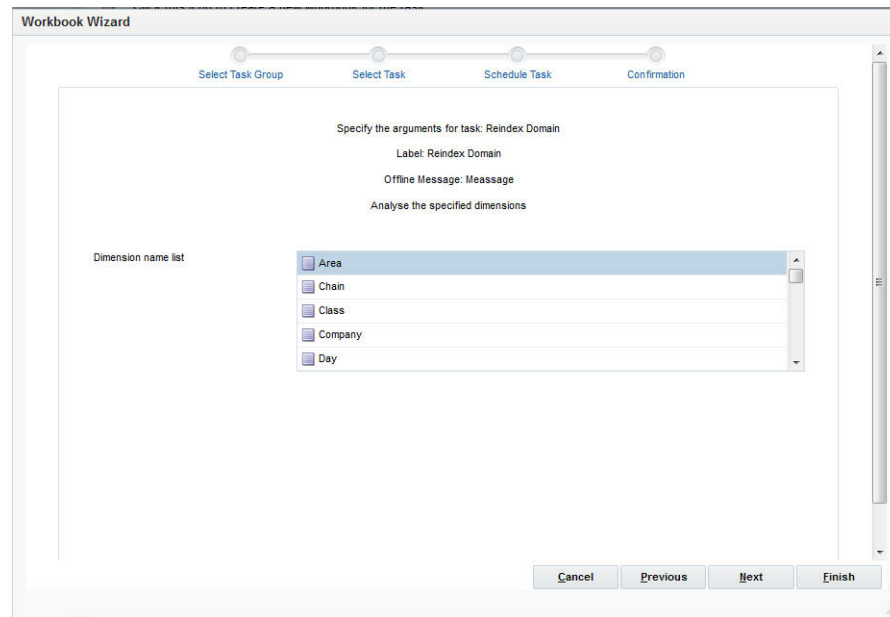 Workbook Wizard
Select Task Group
Select Task
Schedule Task
Confirmation
Specify the arguments for task: Reindex Domain
Label: Reindex Domain
Offline Message: Meassage
Analyse the specified dimensions
Dimension name list
Area
Chain
Class
Company
Day
Cancel
Previous
Next
Finish